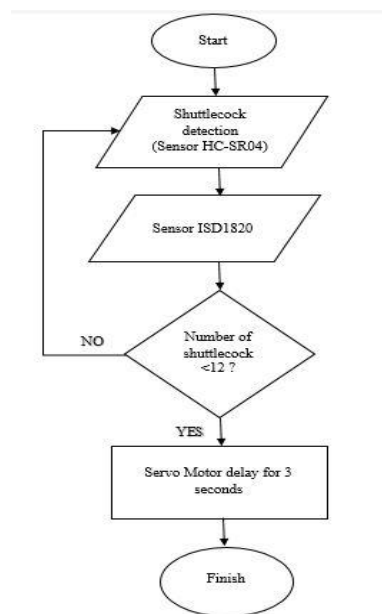 Start
Shuttlecock
detection
(Sensor HC-SR04)
Sensor ISD1820
Number of
shuttlecock
<12 ?
NO
YES
Servo Motor delay for 3
seconds
Finish